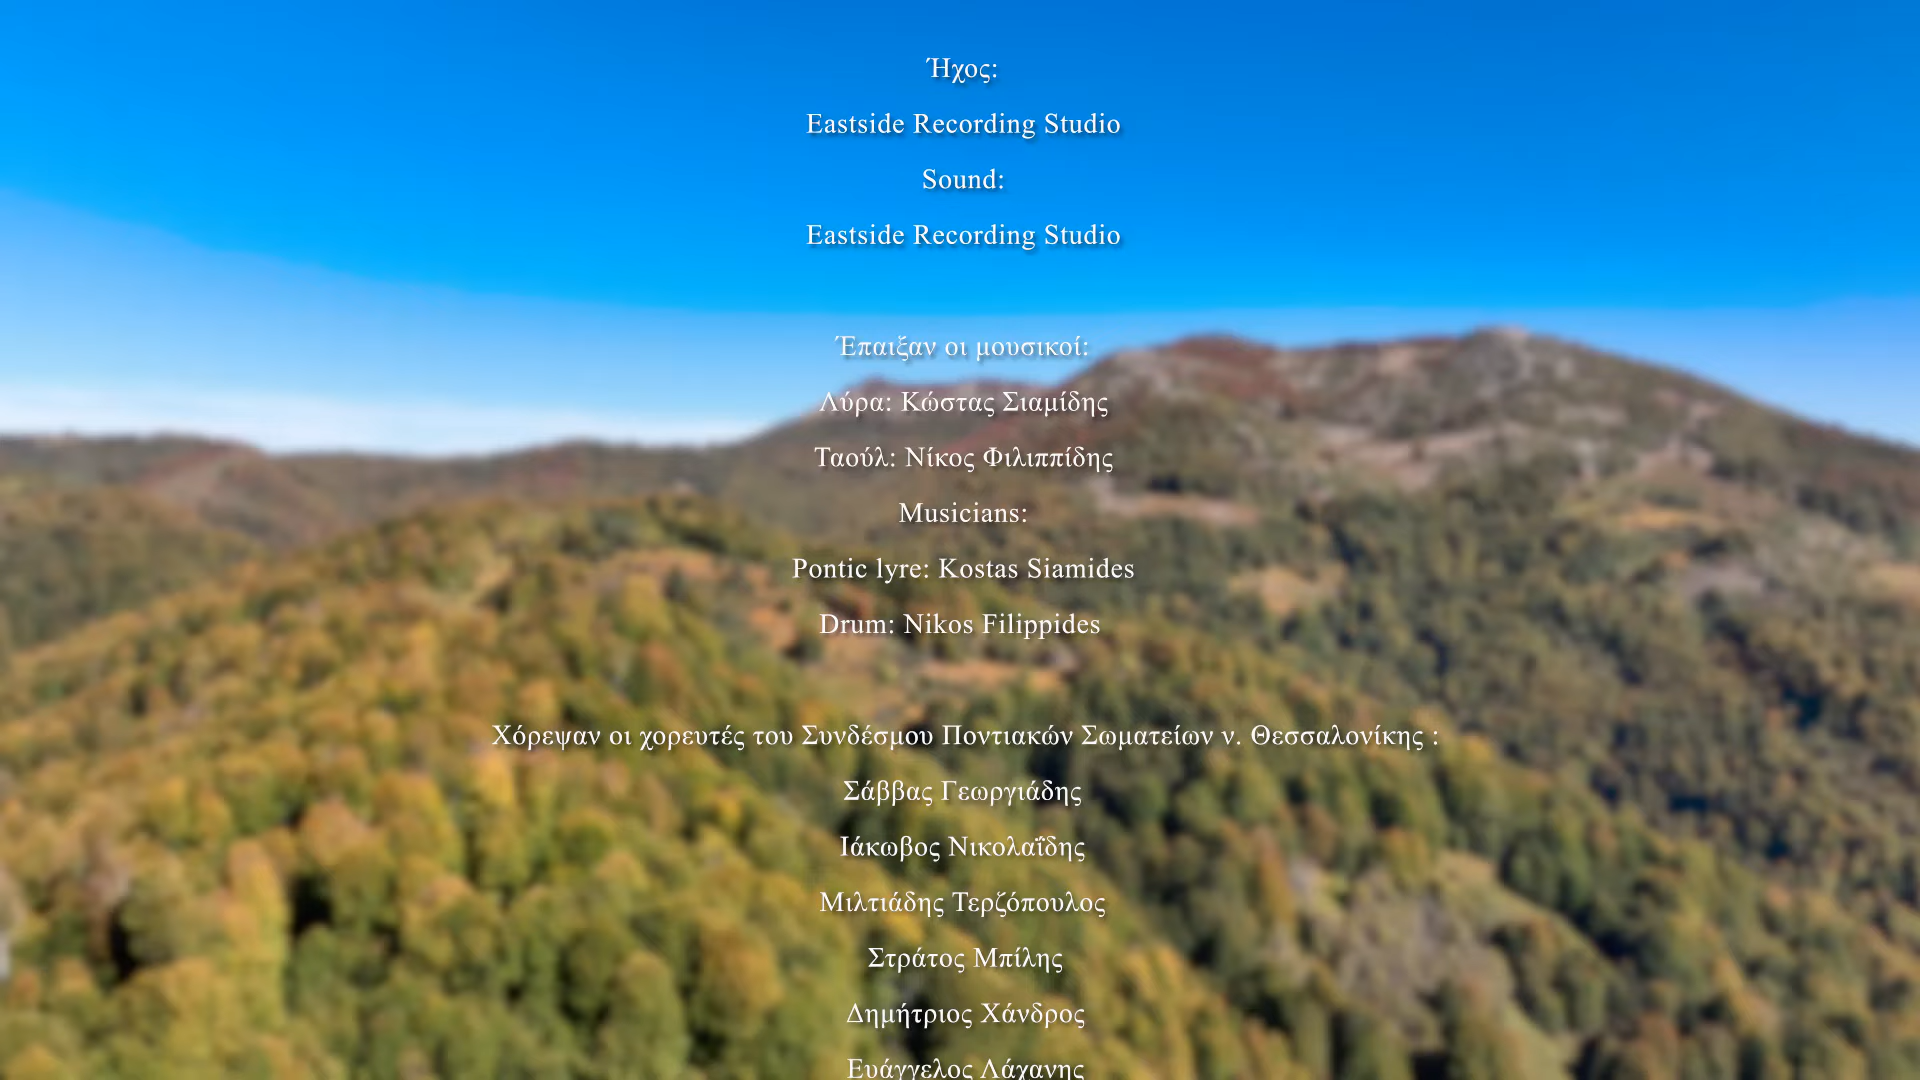 Ήχος:
Eastside Recording Studio
Sound:
Eastside Recording Studio
Έπαιξαν οι μουσικοί:
Λύρα: Κώστας Σιαμίδης
Ταούλ: Νίκος Φιλιππίδης
Musicians:
Pontic lyre: Kostas Siamides
Drum: Nikos Filippides
Χόρεψαν οι χορευτές του Συνδέσμου Ποντιακών Σωματείων ν. Θεσσαλονίκης :
Σάββας Γεωργιάδης
Ιάκωβος Νικολαΐδης
Μιλτιάδης Τερζόπουλος
Στράτος Μπίλης
Δημήτριος Χάνδρος
Ευάγγελος Λάχανης